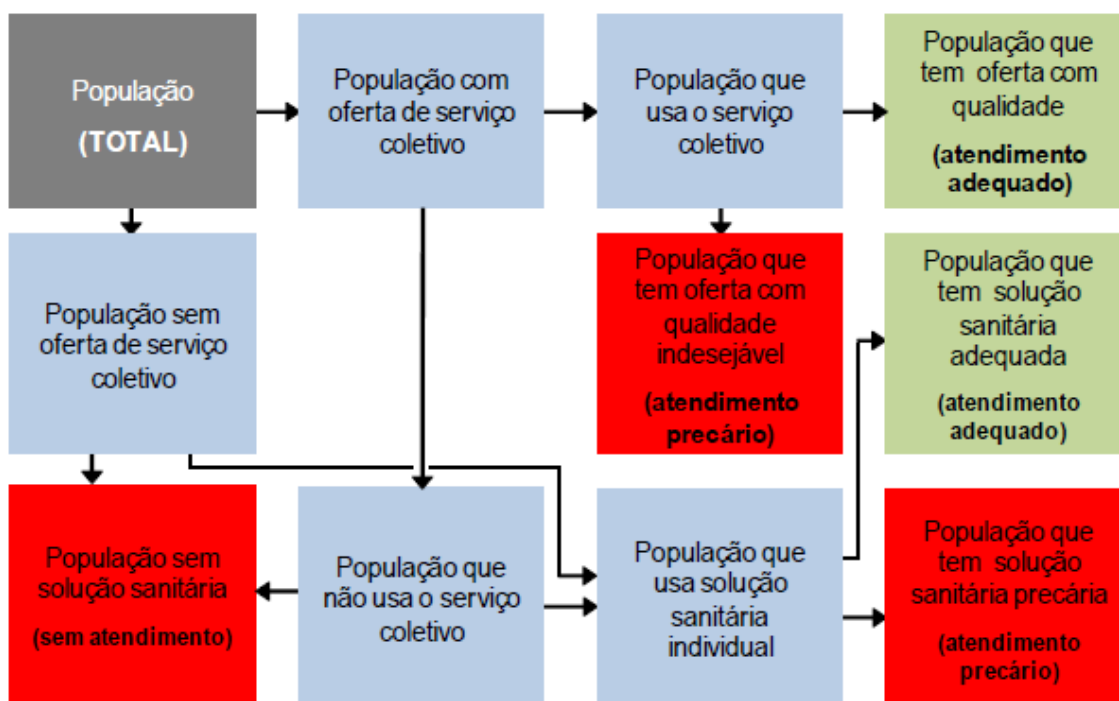 População
(TOTAL)
População com
oferta de serviço
coletivo
População que
usa o serviço
coletivo
População que
tem oferta com
qualidade
(atendimento
adequado)
População sem
oferta de serviço
coletivo
População que
tem oferta com
qualidade
indesejável
(atendimento
precário)
População que
tem solução
sanitária
adequada
(atendimento
adequado)
População sem
solução sanitária
(sem atendimento)
População que
não usa o serviço
coletivo
População que
usa solução
sanitária
individual
População que
tem solução
sanitária precária
(atendimento
precário)